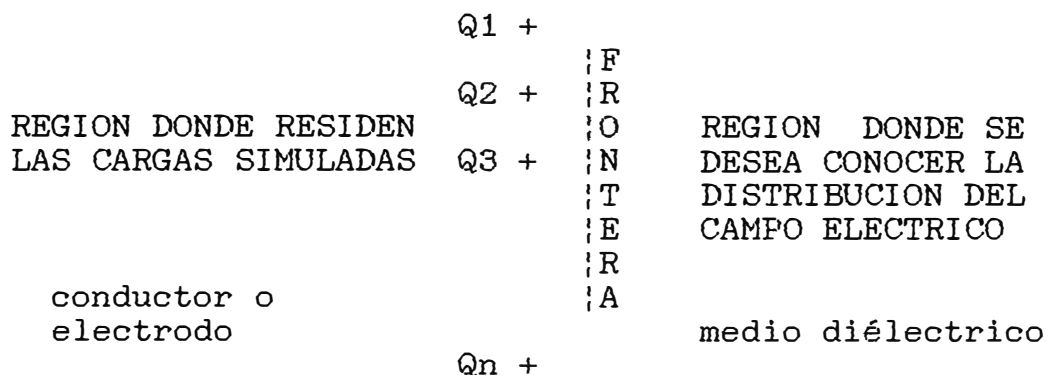 Q1 +
¦F
Q2 + ¦R
REGION DONDE RESIDEN ¦O REGION DONDE SE
LAS CARGAS SIMULADAS Q3 + ¦N DESEA CONOCER LA
¦T DISTRIBUCION DEL
¦E CAMPO ELECTRICO
¦R
conductor o ¦A
electrodo medio diélectrico
Qn +